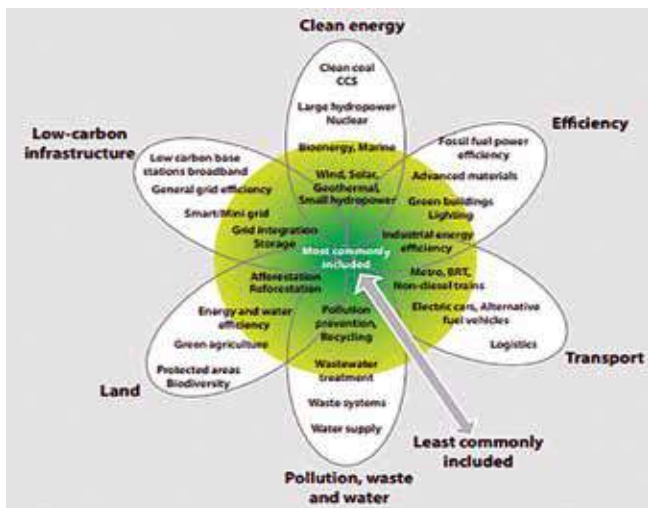 Clean energy
Clean coal
CCS
Large hydropower
Nuclear
Bioenergy, Marine
Wind, Solar,
Geothermal,
Small hydropower
Efficiency
Fossil fuel power
efficiency
Advanced materials
Green buildings
Lighting
Industrial energy
efficiency
Low-carbon
infrastructure
Low carbon base
stations broadband
General grid efficiency
Smart/Mini grid
Grid integration
Storage
Most commonly
included
Metro, BRT,
Non-diesel trains
Electric cars, Alternative
fuel vehicles
Logistics
Transport
Afforestation
Reforestation
Energy and water
efficiency
Green agriculture
Protected areas
Biodiversity
Land
Pollution
prevention,
Recycling
Wastewater
treatment
Waste systems
Water supply
Pollution, waste
and water
Least commonly
included